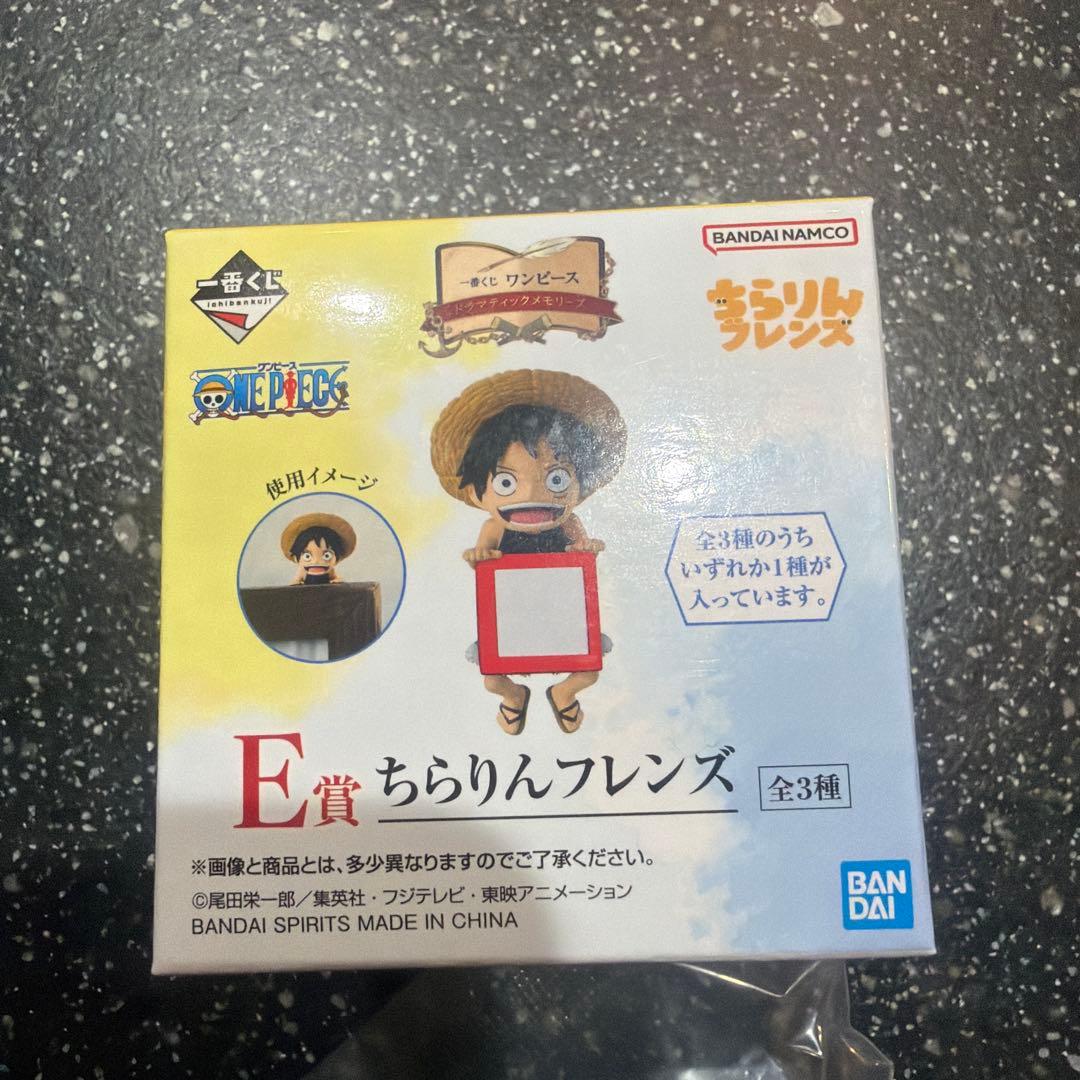 一番くじ
ichibankuji
一番くじ ワンピース
ドラマティックメモリーズ
BANDAI NAMCO
ちらりん
フレンズ
ワンピース
ONE PIECE
使用イメージ
全3種のうち
いずれか1種が
入っています。
E賞 ちらりんフレンズ 全3種
※画像と商品とは、多少異なりますのでご了承ください。
©尾田栄一郎／集英社・フジテレビ・東映アニメーション
BANDAI SPIRITS MADE IN CHINA
BAN
DAI